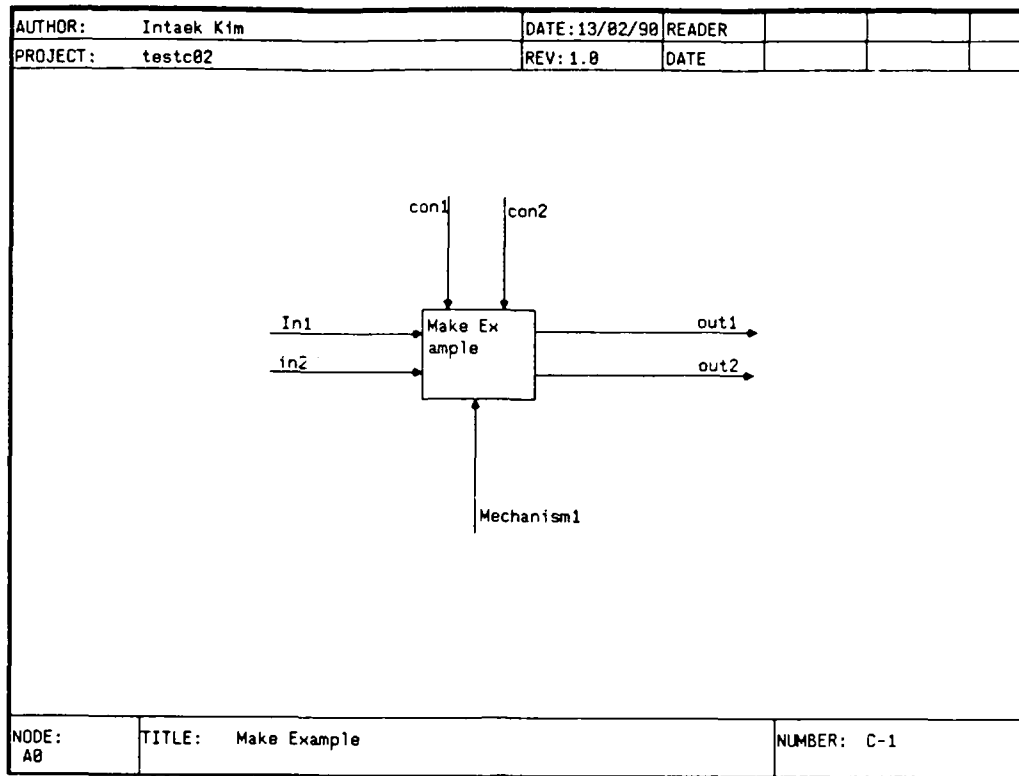 AUTHOR: Intaek Kim DATE:13/02/90 READER
PROJECT: testc02 REV: 1.0 DATE
con1 con2
In1 Make Ex out1
ample
in2 out2
Mechanism1
NODE: TITLE: Make Example NUMBER: C-1
A0